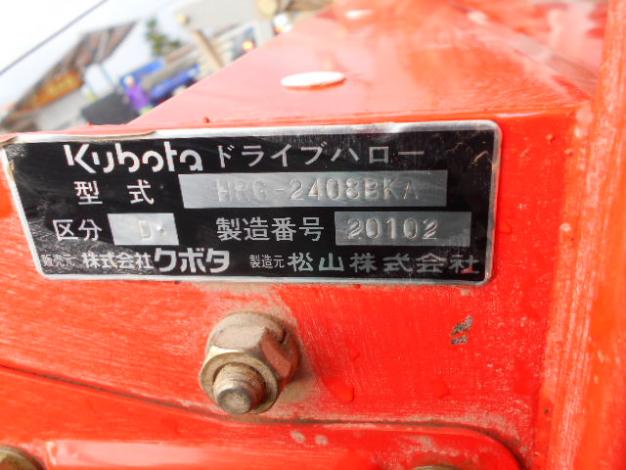 Kubota ドライブハロー
型式 HRG-2408BKA
区分 D 製造番号 20102
販売元 株式会社クボタ 製造元 松山株式会社